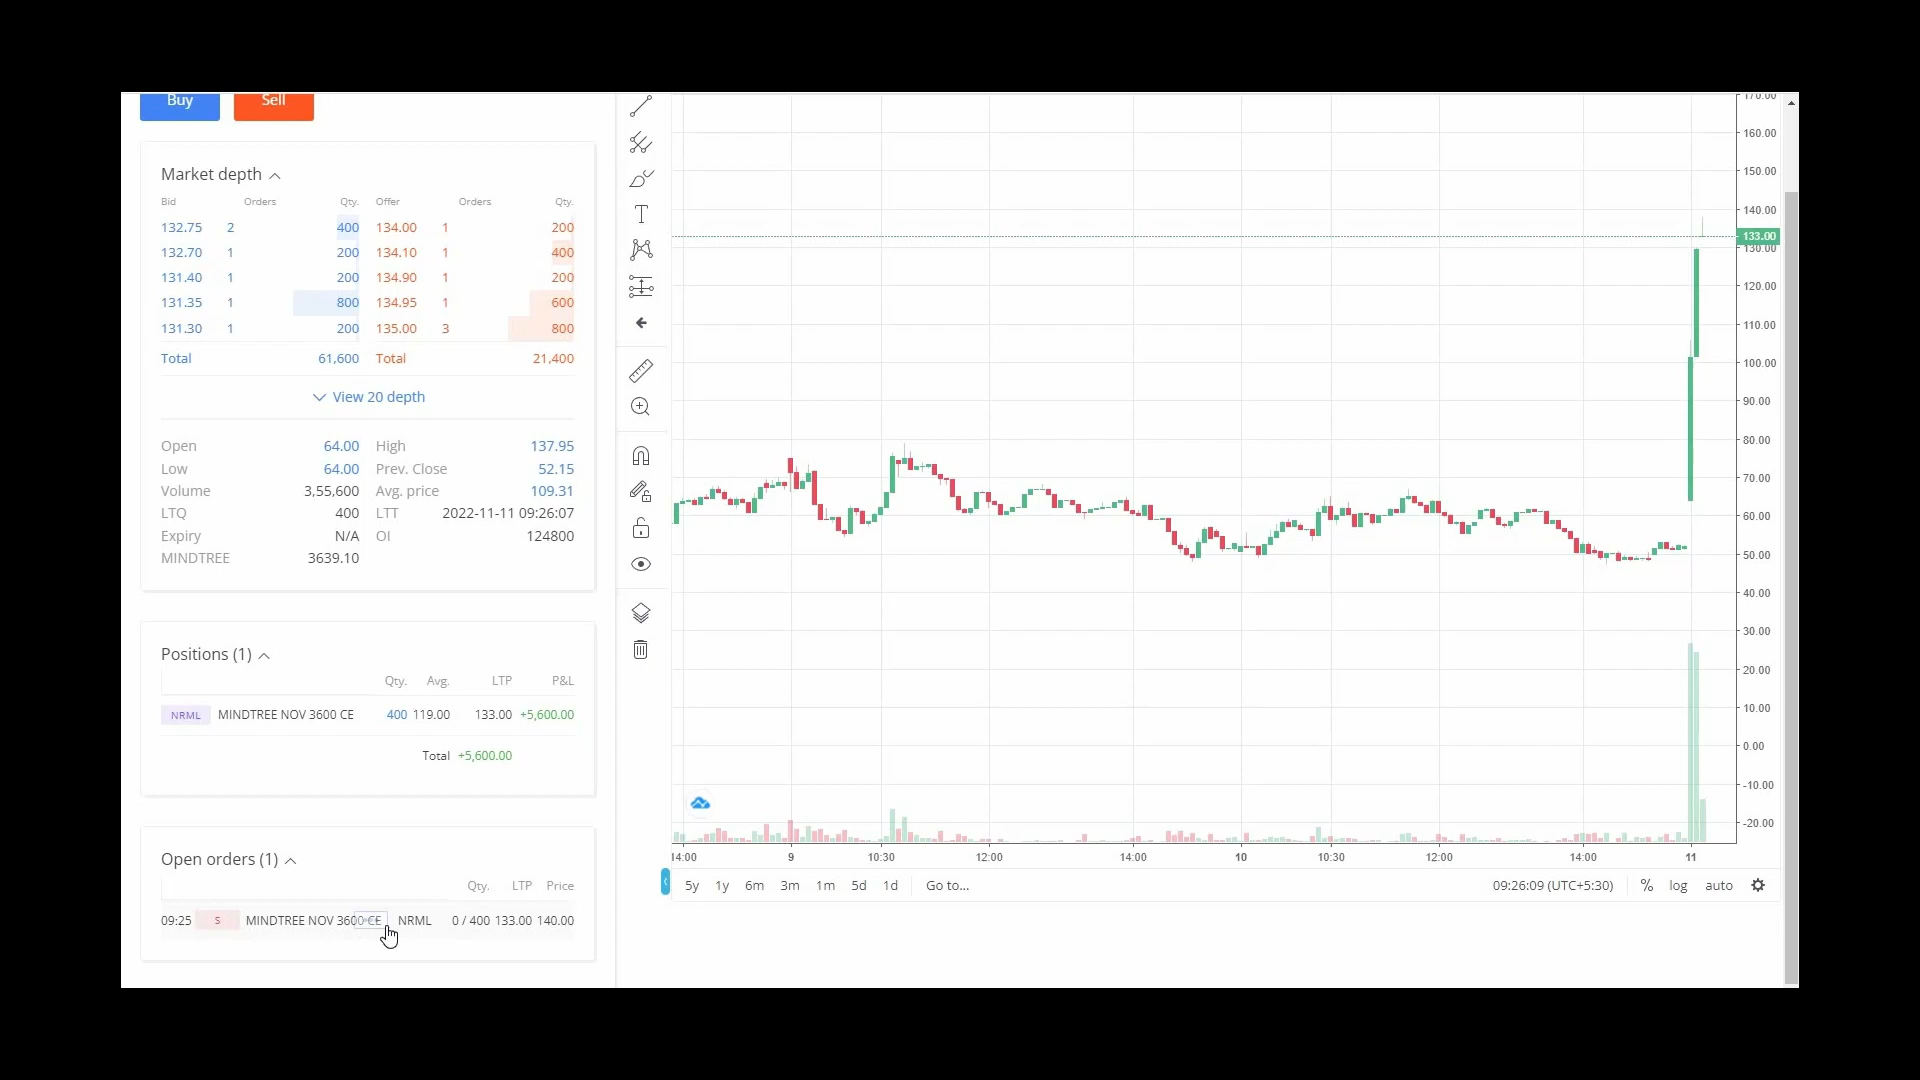 Buy Sell
Market depth
Bid Orders Qty. Offer Orders Qty.
132.75 2 400 134.00 1 200
132.70 1 200 134.10 1 400
131.40 1 200 134.90 1 200
131.35 1 800 134.95 1 600
131.30 1 200 135.00 3 800
Total 61,600 Total 21,400
View 20 depth
Open 64.00 High 137.95
Low 64.00 Prev. Close 52.15
Volume 3,55,600 Avg. price 109.31
LTQ 400 LTT 2022-11-11 09:26:07
Expiry N/A OI 124800
MINDTREE 3639.10
Positions (1)
Qty. Avg. LTP P&L
NRML MINDTREE NOV 3600 CE 400 119.00 133.00 +5,600.00
Total +5,600.00
Open orders (1)
Qty. LTP Price
09:25 S MINDTREE NOV 3600 CE NRML 0 / 400 133.00 140.00
170.00
160.00
150.00
140.00
133.00
130.00
120.00
110.00
100.00
90.00
80.00
70.00
60.00
50.00
40.00
30.00
20.00
10.00
0.00
-10.00
-20.00
14:00 9 10:30 12:00 14:00 10 10:30 12:00 14:00 11
5y 1y 6m 3m 1m 5d 1d Go to... 09:26:09 (UTC+5:30) % log auto